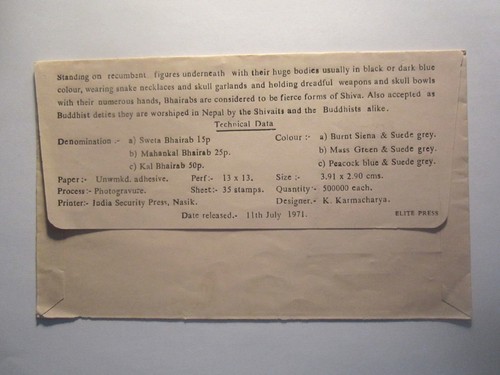 Standing on recumbent figures underneath with their huge bodies usually in black or dark blue
colour, wearing snake necklaces and skull garlands and holding dreadful weapons and skull bowls
with their numerous hands, Bhairabs are considered to be fierce forms of Shiva. Also accepted as
Buddhist deties they are worshiped in Nepal by the Shivaits and the Buddhists alike.
Technical Data
Denomination :- a) Sweta Bhairab 15p Colour :- a) Burnt Siena & Suede grey.
b) Mahankal Bhairab 25p. b) Mass Green & Suede grey.
c) Kal Bhairab 50p. c) Peacock blue & Suede grey.
Paper :- Unwmkd. adhesive. Perf :- 13 × 13. Size :- 3.91 x 2.90 cms.
Process :- Photogravure. Sheet :- 35 stamps. Quantity :- 500000 each.
Printer:- India Security Press, Nasik. Designer.- K. Karmacharya.
Date released.- 11th July 1971. ELITE PRESS